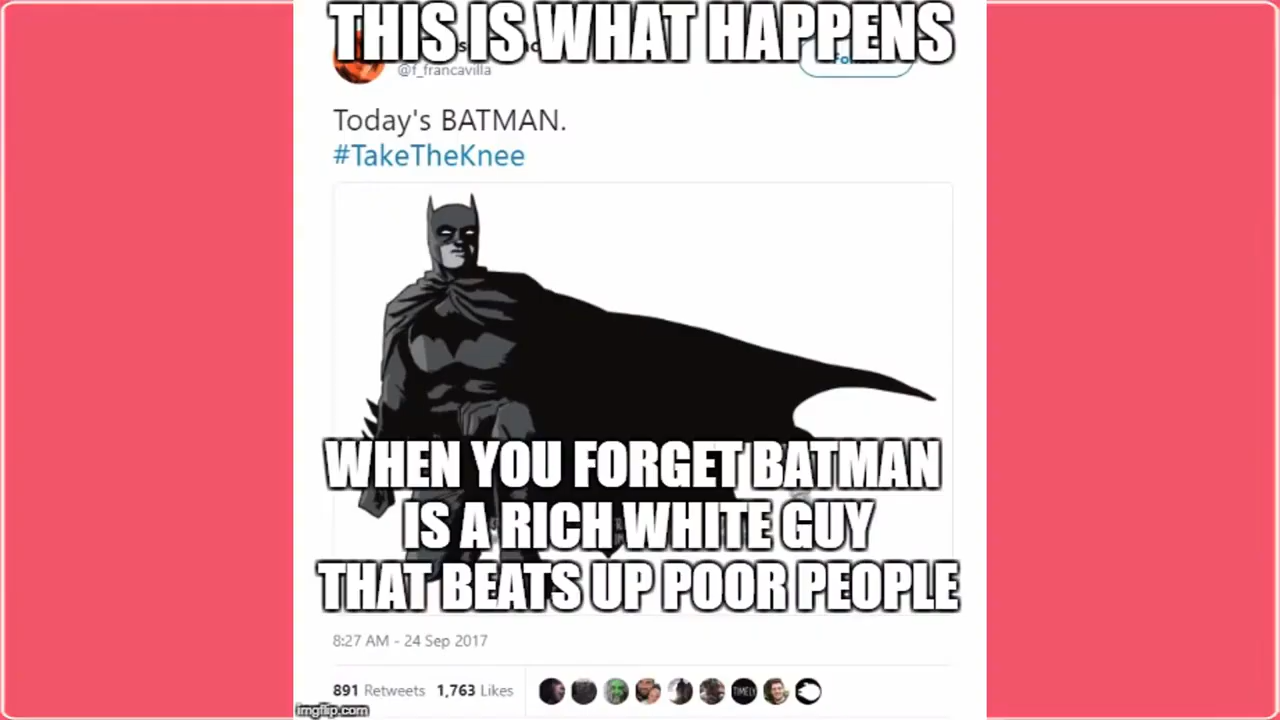 THIS IS WHAT HAPPENS
@f_francavilla
Today's BATMAN.
#TakeTheKnee
WHEN YOU FORGET BATMAN
IS A RICH WHITE GUY
THAT BEATS UP POOR PEOPLE
8:27 AM - 24 Sep 2017
891 Retweets 1,763 Likes
TIMELY
imgflip.com